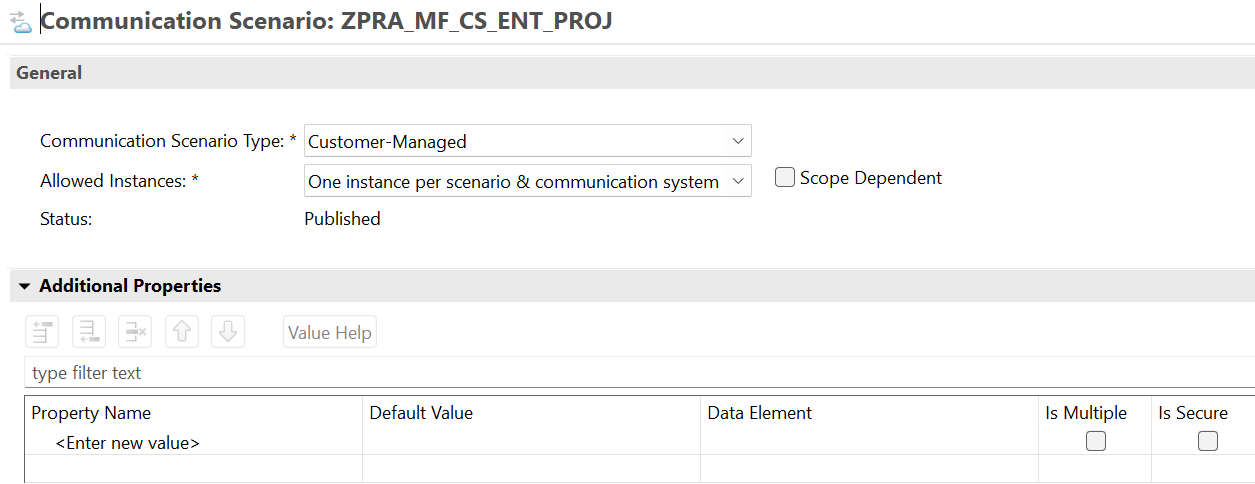 Communication Scenario: ZPRA_MF_CS_ENT_PROJ
General
Communication Scenario Type: * Customer-Managed
Allowed Instances: * One instance per scenario & communication system Scope Dependent
Status: Published
Additional Properties
Value Help
type filter text
Property Name Default Value Data Element Is Multiple Is Secure
<Enter new value>